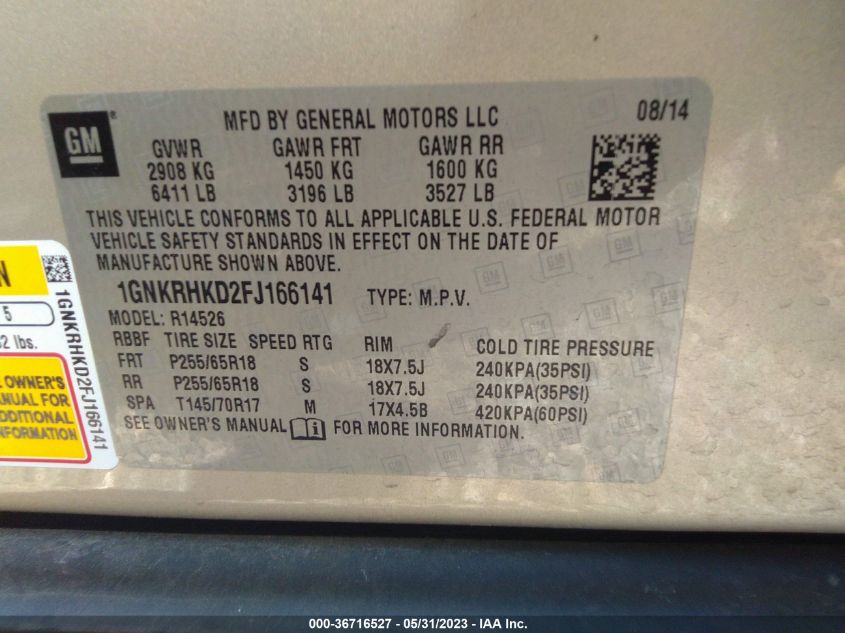 GM
®
MFD BY GENERAL MOTORS LLC 08/14
GVWR GAWR FRT GAWR RR
2908 KG 1450 KG 1600 KG
6411 LB 3196 LB 3527 LB
THIS VEHICLE CONFORMS TO ALL APPLICABLE U.S. FEDERAL MOTOR
VEHICLE SAFETY STANDARDS IN EFFECT ON THE DATE OF
MANUFACTURE SHOWN ABOVE.
1GNKRHKD2FJ166141 TYPE: M.P.V.
MODEL: R14526
RBBF TIRE SIZE SPEED RTG RIM COLD TIRE PRESSURE
FRT P255/65R18 S 18X7.5J 240KPA(35PSI)
RR P255/65R18 S 18X7.5J 240KPA(35PSI)
SPA T145/70R17 M 17X4.5B 420KPA(60PSI)
SEE OWNER'S MANUAL i FOR MORE INFORMATION.
N
5
2 lbs.
OWNER'S
ANUAL FOR
DDITIONAL
NFORMATION
1GNKRHKD2FJ166141
000-36716527 - 05/31/2023 - IAA Inc.